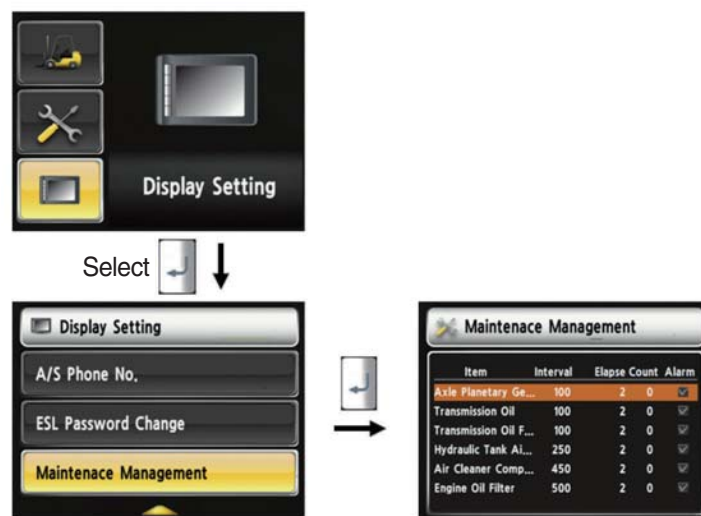 Display Setting
Select
Display Setting
A/S Phone No.
ESL Password Change
Maintenace Management
Maintenace Management
Item Interval Elapse Count Alarm
Axle Planetary Ge... 100 2 0
Transmission Oil 100 2 0
Transmission Oil F... 100 2 0
Hydraulic Tank Ai... 250 2 0
Air Cleaner Comp... 450 2 0
Engine Oil Filter 500 2 0